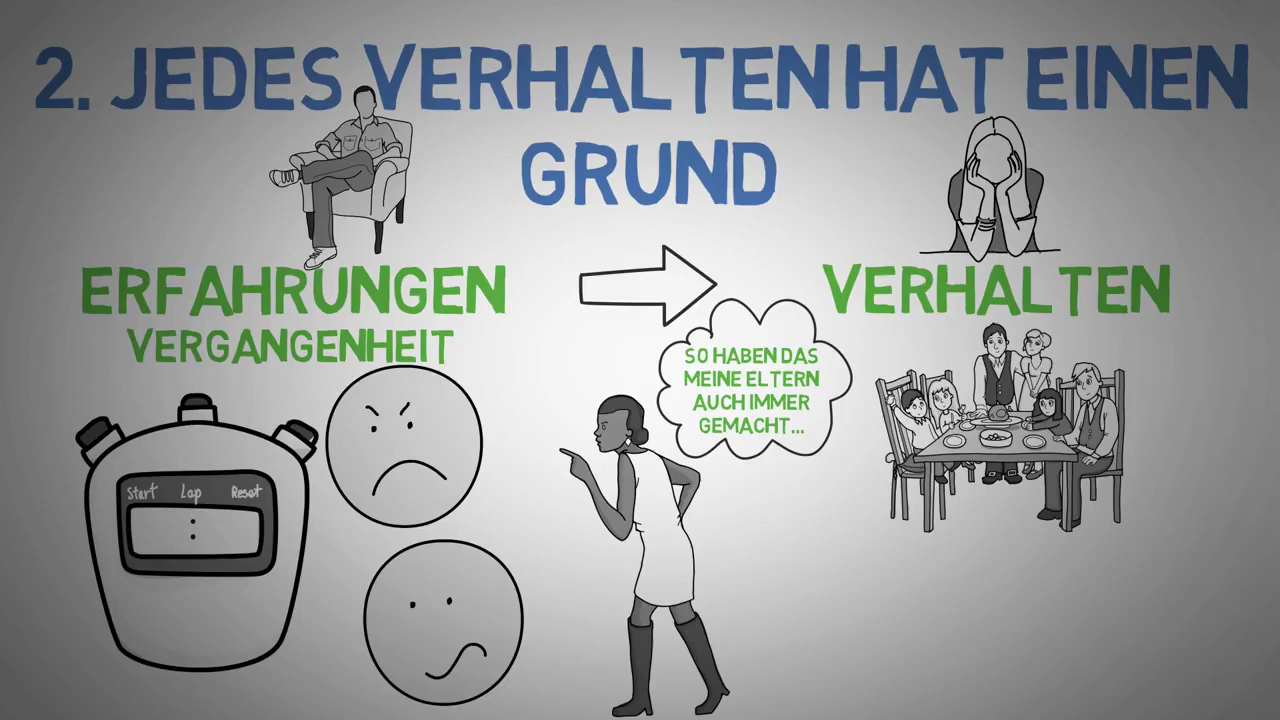 2. JEDES VERHALTEN HAT EINEN
GRUND
ERFAHRUNGEN
VERGANGENHEIT
VERHALTEN
SO HABEN DAS
MEINE ELTERN
AUCH IMMER
GEMACHT...
Start Lap Reset
: